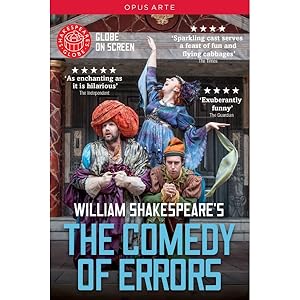 OPUS ARTE
SHAKESPEARE'S
GLOBE
GLOBE
ON SCREEN
★★★★
'Sparkling cast serves
a feast of fun and
flying cabbages'
The Times
★★★★★
'As enchanting as
it is hilarious'
The Independent
★★★★
'Exuberantly
funny'
The Guardian
WILLIAM SHAKESPEARE'S
THE COMEDY
OF ERRORS